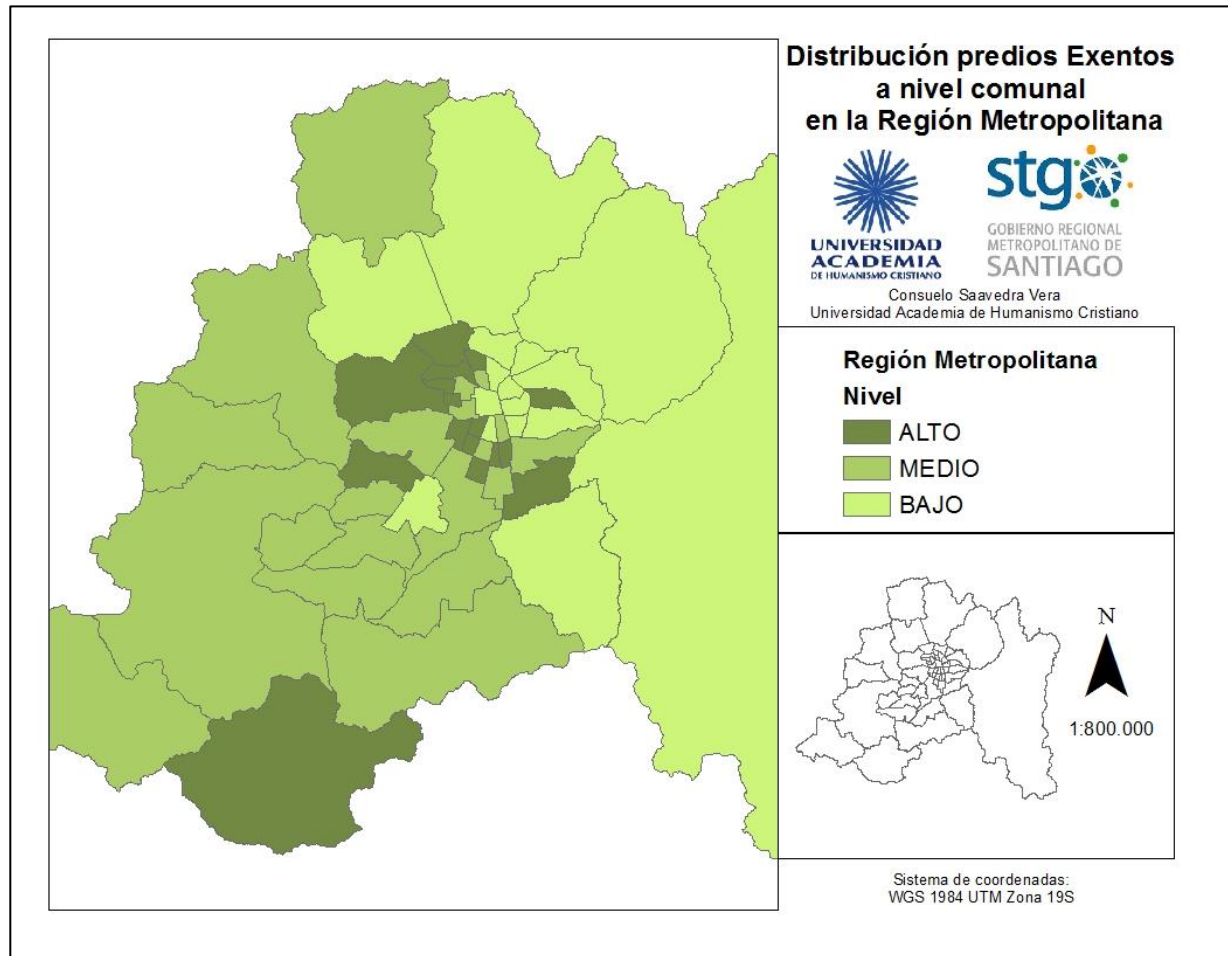 Distribución predios Exentos
a nivel comunal
en la Región Metropolitana
UNIVERSIDAD
ACADEMIA
DE HUMANISMO CRISTIANO
stgo
GOBIERNO REGIONAL
METROPOLITANO DE
SANTIAGO
Consuelo Saavedra Vera
Universidad Academia de Humanismo Cristiano
Región Metropolitana
Nivel
ALTO
MEDIO
BAJO
N
1:800.000
Sistema de coordenadas:
WGS 1984 UTM Zona 19S